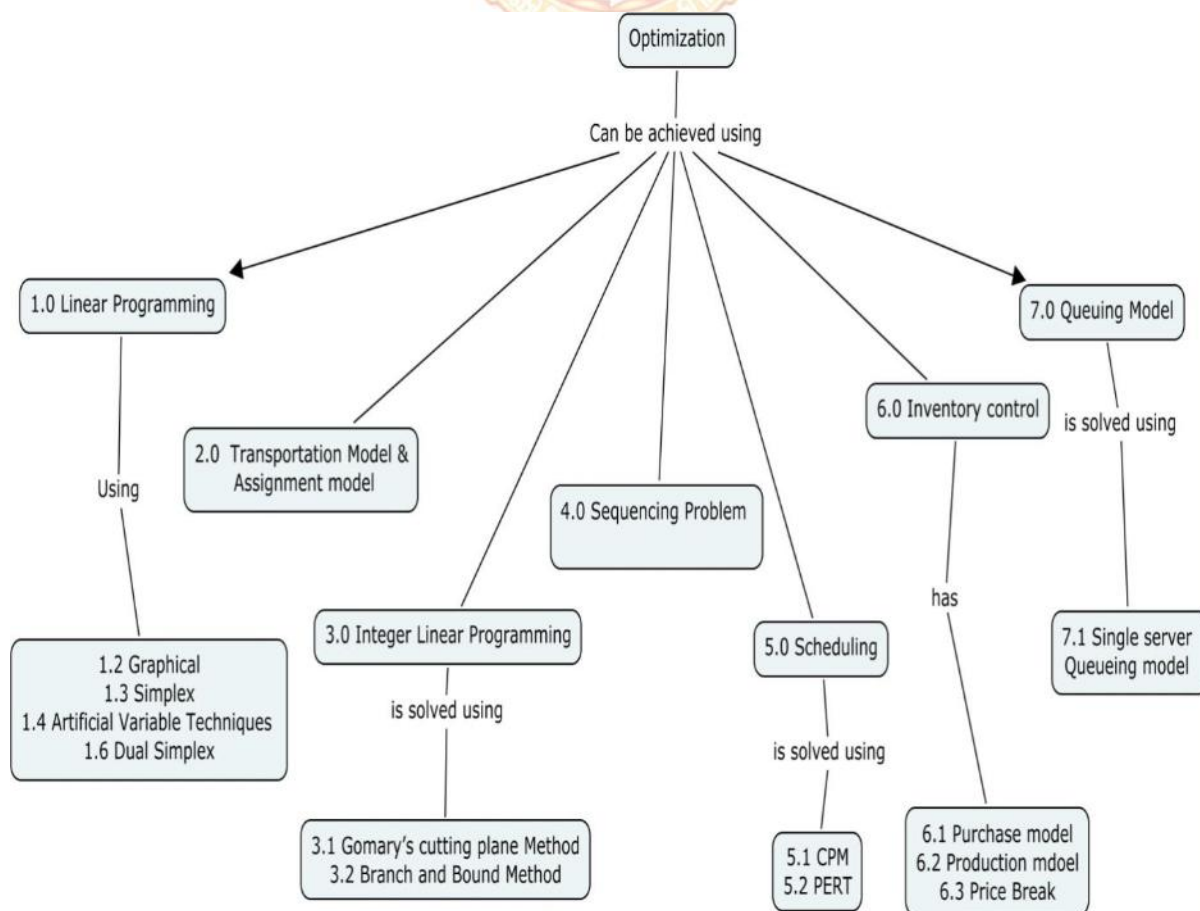 Optimization
Can be achieved using
1.0 Linear Programming
7.0 Queuing Model
6.0 Inventory control
is solved using
2.0 Transportation Model &
Assignment model
Using
4.0 Sequencing Problem
has
3.0 Integer Linear Programming
5.0 Scheduling
7.1 Single server
Queueing model
1.2 Graphical
1.3 Simplex
1.4 Artificial Variable Techniques
1.6 Dual Simplex
is solved using
is solved using
3.1 Gomary's cutting plane Method
3.2 Branch and Bound Method
5.1 CPM
5.2 PERT
6.1 Purchase model
6.2 Production mdoel
6.3 Price Break